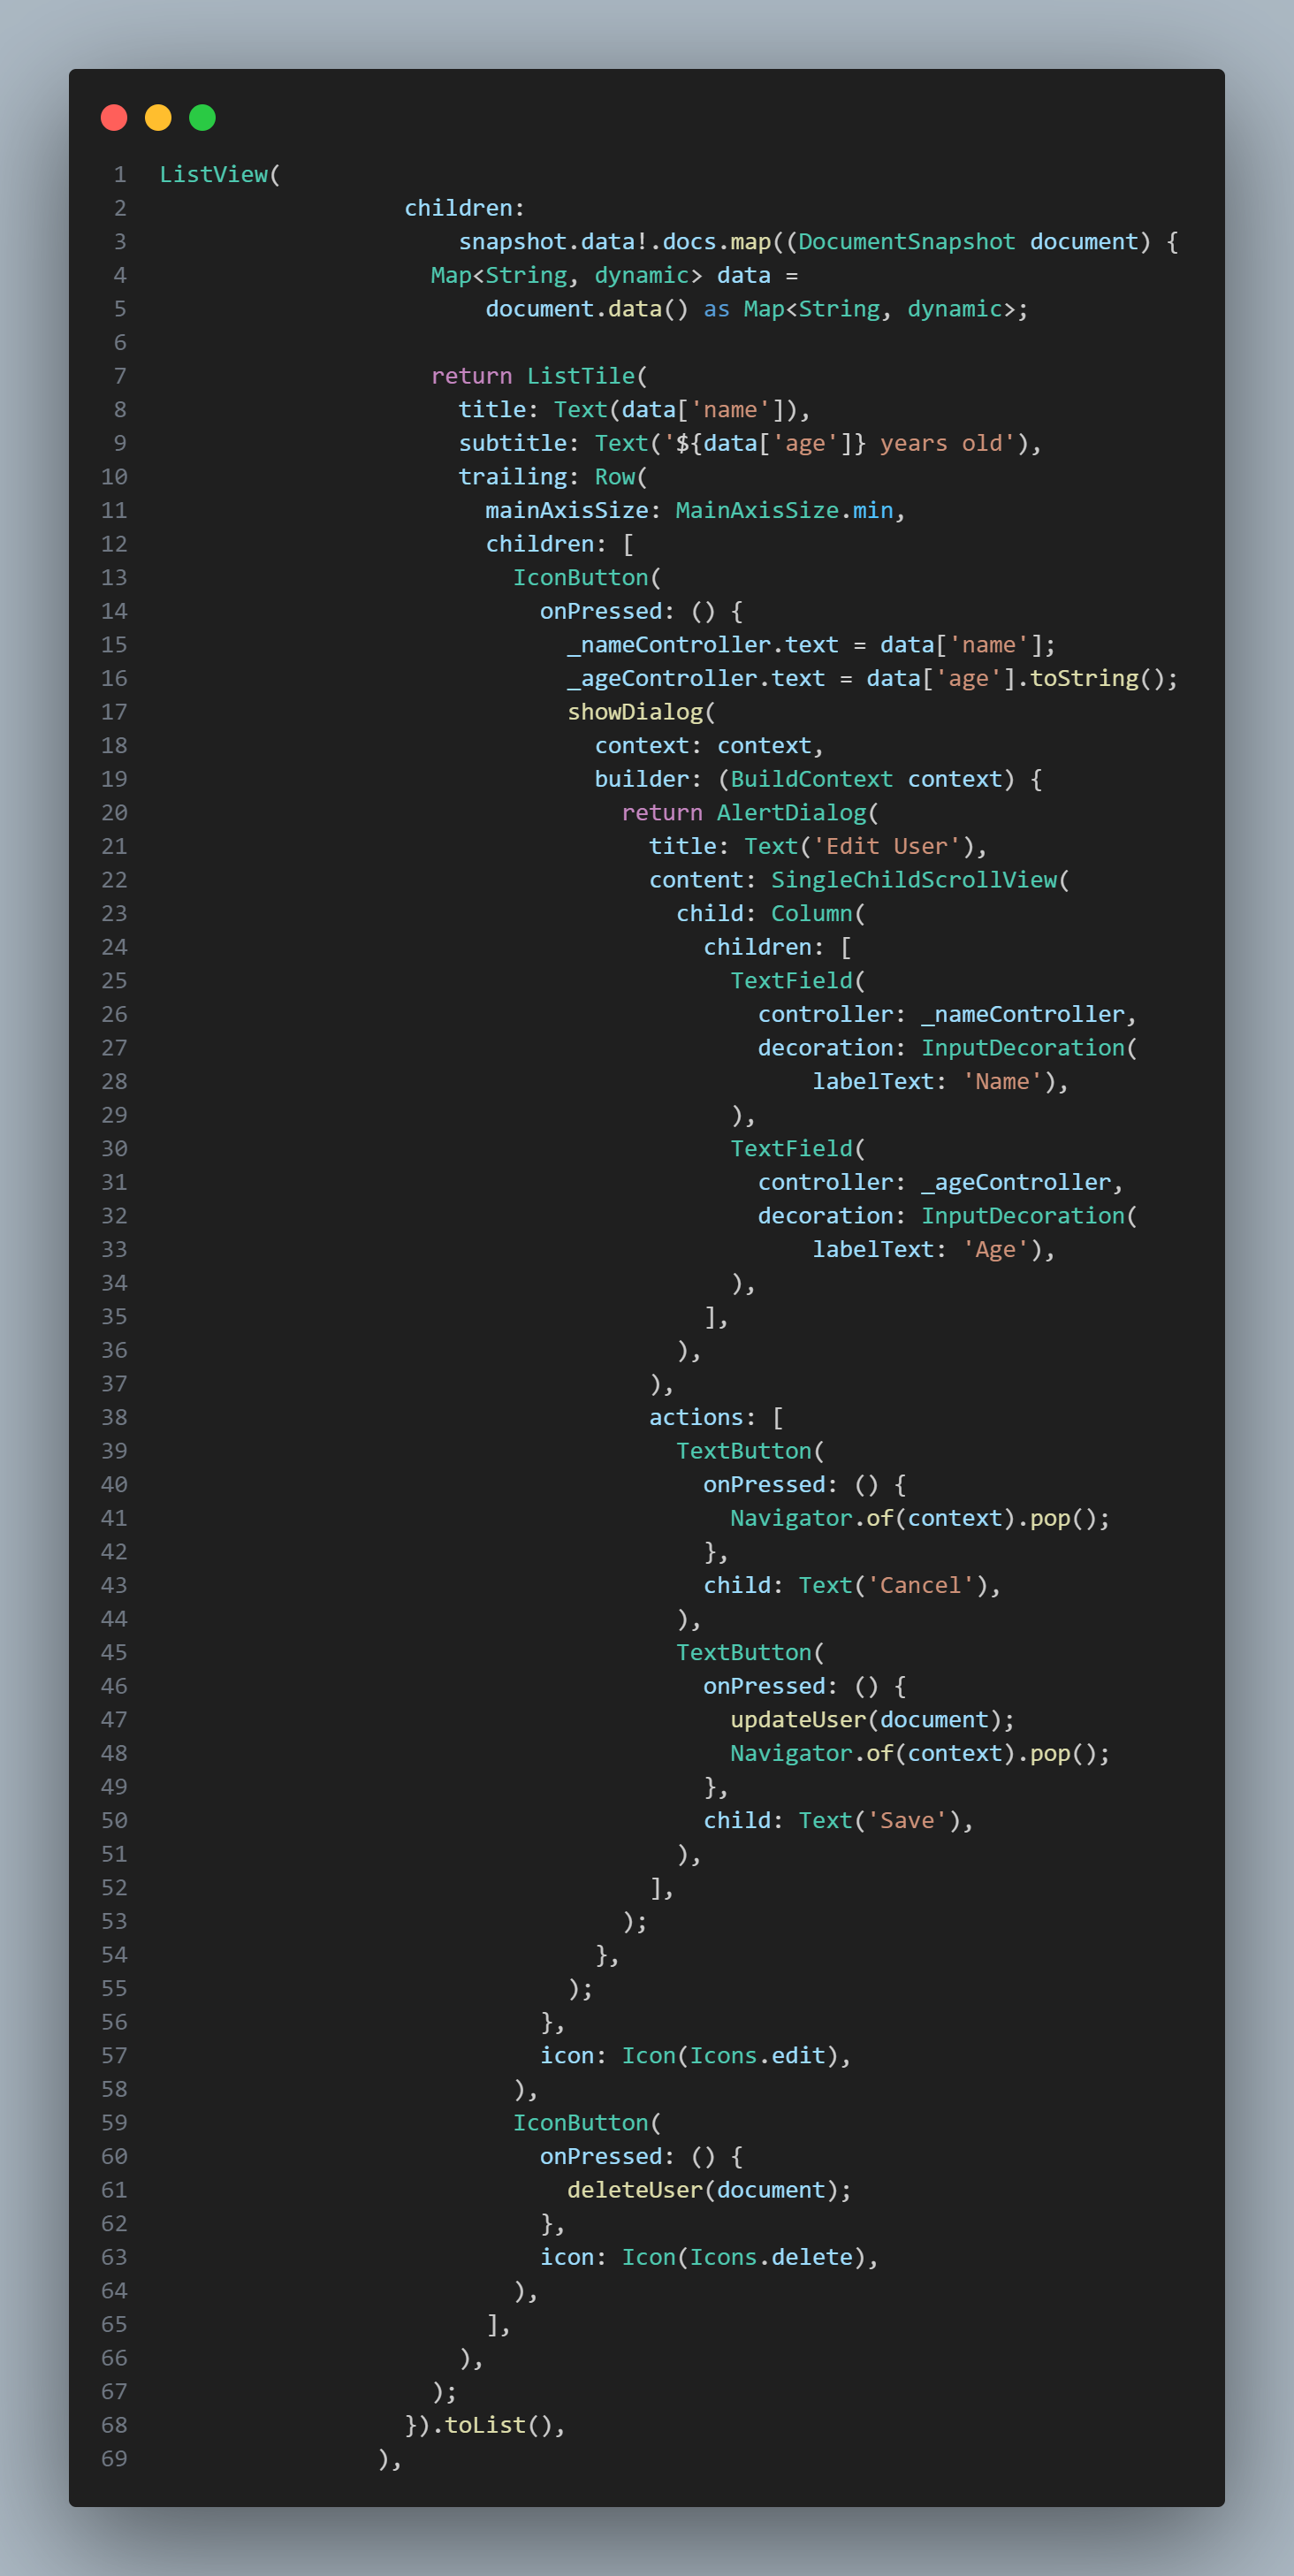 1 ListView(
2                   children:
3                       snapshot.data!.docs.map((DocumentSnapshot document) {
4                     Map<String, dynamic> data =
5                         document.data() as Map<String, dynamic>;
6
7                     return ListTile(
8                       title: Text(data['name']),
9                       subtitle: Text('${data['age']} years old'),
10                       trailing: Row(
11                         mainAxisSize: MainAxisSize.min,
12                         children: [
13                           IconButton(
14                             onPressed: () {
15                               _nameController.text = data['name'];
16                               _ageController.text = data['age'].toString();
17                               showDialog(
18                                 context: context,
19                                 builder: (BuildContext context) {
20                                   return AlertDialog(
21                                     title: Text('Edit User'),
22                                     content: SingleChildScrollView(
23                                       child: Column(
24                                         children: [
25                                           TextField(
26                                             controller: _nameController,
27                                             decoration: InputDecoration(
28                                                 labelText: 'Name'),
29                                           ),
30                                           TextField(
31                                             controller: _ageController,
32                                             decoration: InputDecoration(
33                                                 labelText: 'Age'),
34                                           ),
35                                         ],
36                                       ),
37                                     ),
38                                     actions: [
39                                       TextButton(
40                                         onPressed: () {
41                                           Navigator.of(context).pop();
42                                         },
43                                         child: Text('Cancel'),
44                                       ),
45                                       TextButton(
46                                         onPressed: () {
47                                           updateUser(document);
48                                           Navigator.of(context).pop();
49                                         },
50                                         child: Text('Save'),
51                                       ),
52                                     ],
53                                   );
54                                 },
55                               );
56                             },
57                             icon: Icon(Icons.edit),
58                           ),
59                           IconButton(
60                             onPressed: () {
61                               deleteUser(document);
62                             },
63                             icon: Icon(Icons.delete),
64                           ),
65                         ],
66                       ),
67                     );
68                   }).toList(),
69                 ),